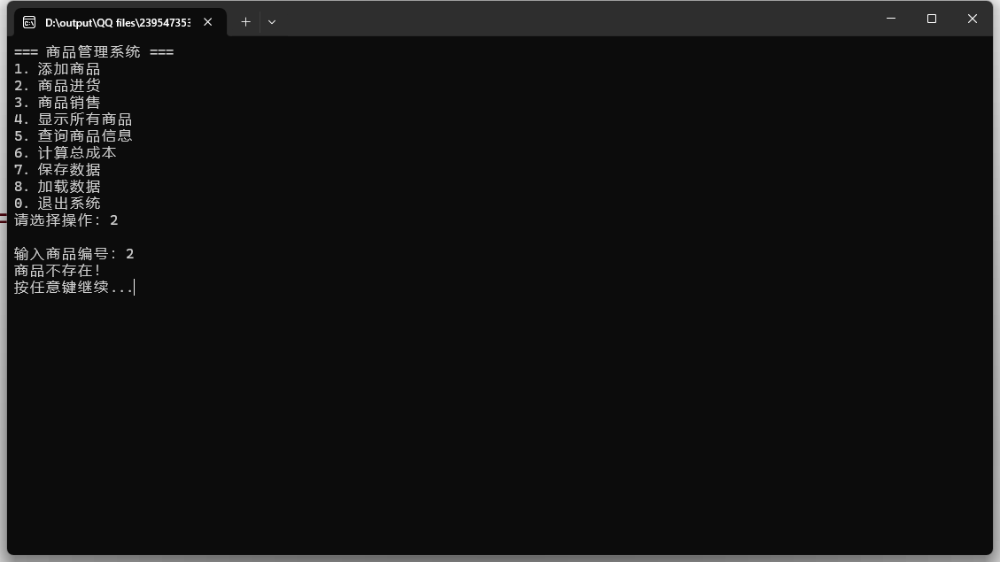 D:\output\QQ files\239547353
=== 商品管理系统 ===
1. 添加商品
2. 商品进货
3. 商品销售
4. 显示所有商品
5. 查询商品信息
6. 计算总成本
7. 保存数据
8. 加载数据
0. 退出系统
请选择操作: 2
输入商品编号: 2
商品不存在!
按任意键继续...